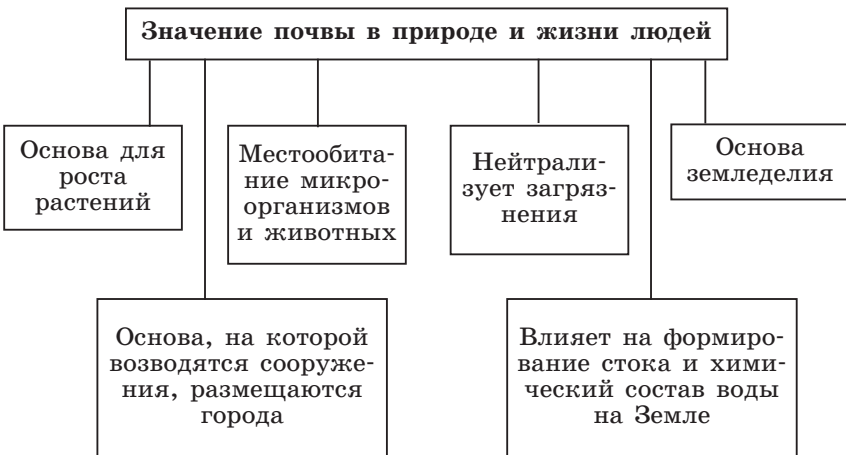 Значение почвы в природе и жизни людей
Основа для
роста
растений
Местообита-
ние микро-
организмов
и животных
Нейтрали-
зует загряз-
нения
Основа
земледелия
Основа, на которой
возводятся сооруже-
ния, размещаются
города
Влияет на формиро-
вание стока и хими-
ческий состав воды
на Земле